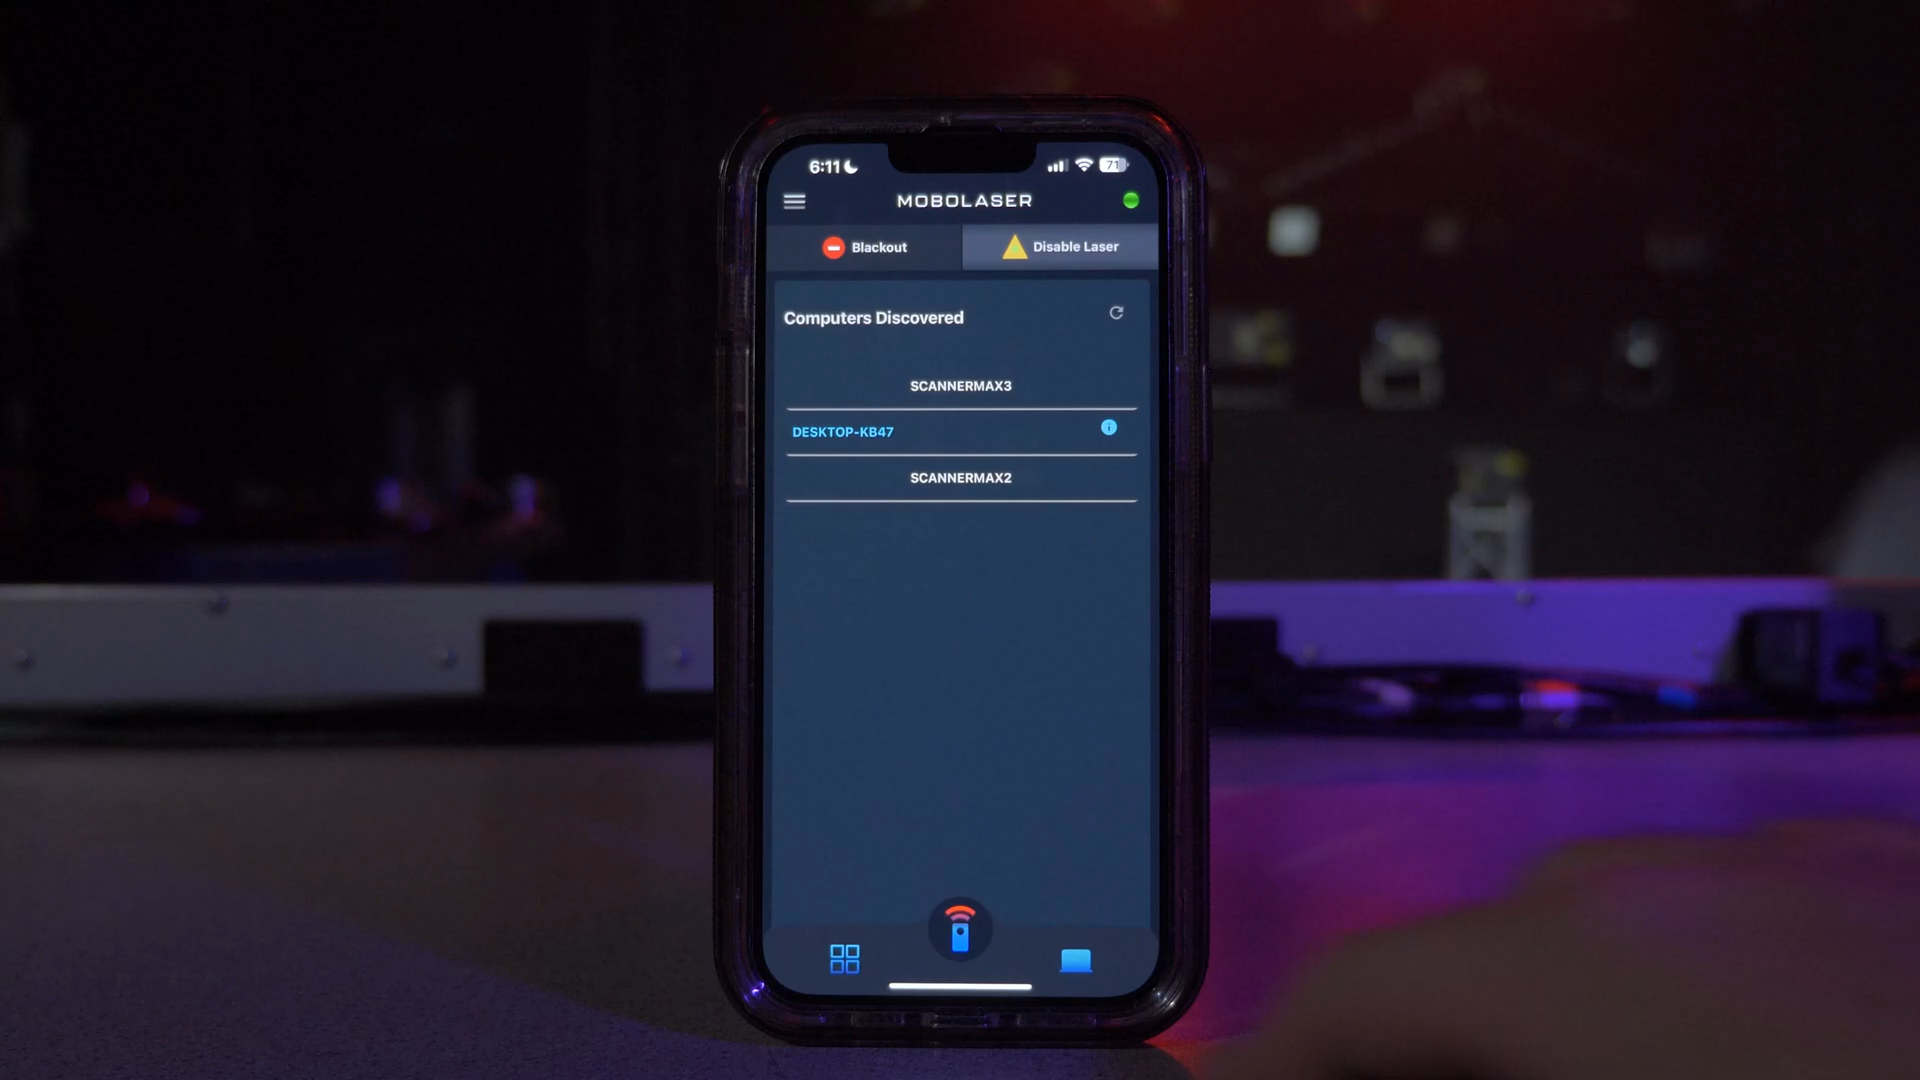 6:11
71
MOBOLASER
Blackout
Disable Laser
Computers Discovered
SCANNERMAX3
DESKTOP-KB47
SCANNERMAX2